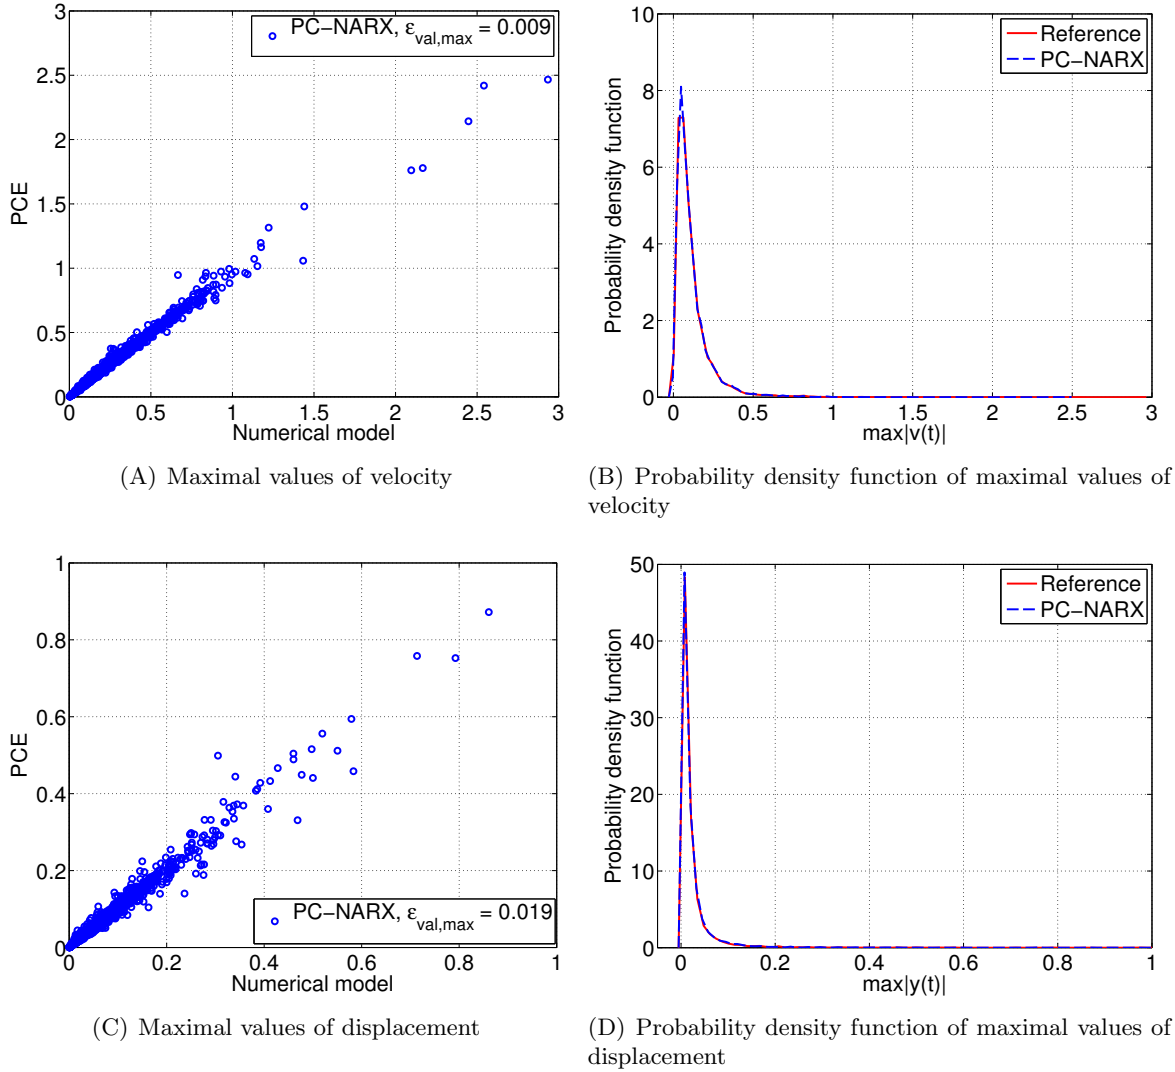 PC−NARX, ε_val,max = 0.009
3
2.5
2
1.5
1
0.5
0
PCE
0 0.5 1 1.5 2 2.5 3
Numerical model
(A) Maximal values of velocity
Reference
PC−NARX
10
8
6
4
2
0
Probability density function
0 0.5 1 1.5 2 2.5 3
max|v(t)|
(B) Probability density function of maximal values of
velocity
1
0.8
0.6
0.4
0.2
0
PCE
PC−NARX, ε_val,max = 0.019
0 0.2 0.4 0.6 0.8 1
Numerical model
(C) Maximal values of displacement
Reference
PC−NARX
50
40
30
20
10
0
Probability density function
0 0.2 0.4 0.6 0.8 1
max|y(t)|
(D) Probability density function of maximal values of
displacement